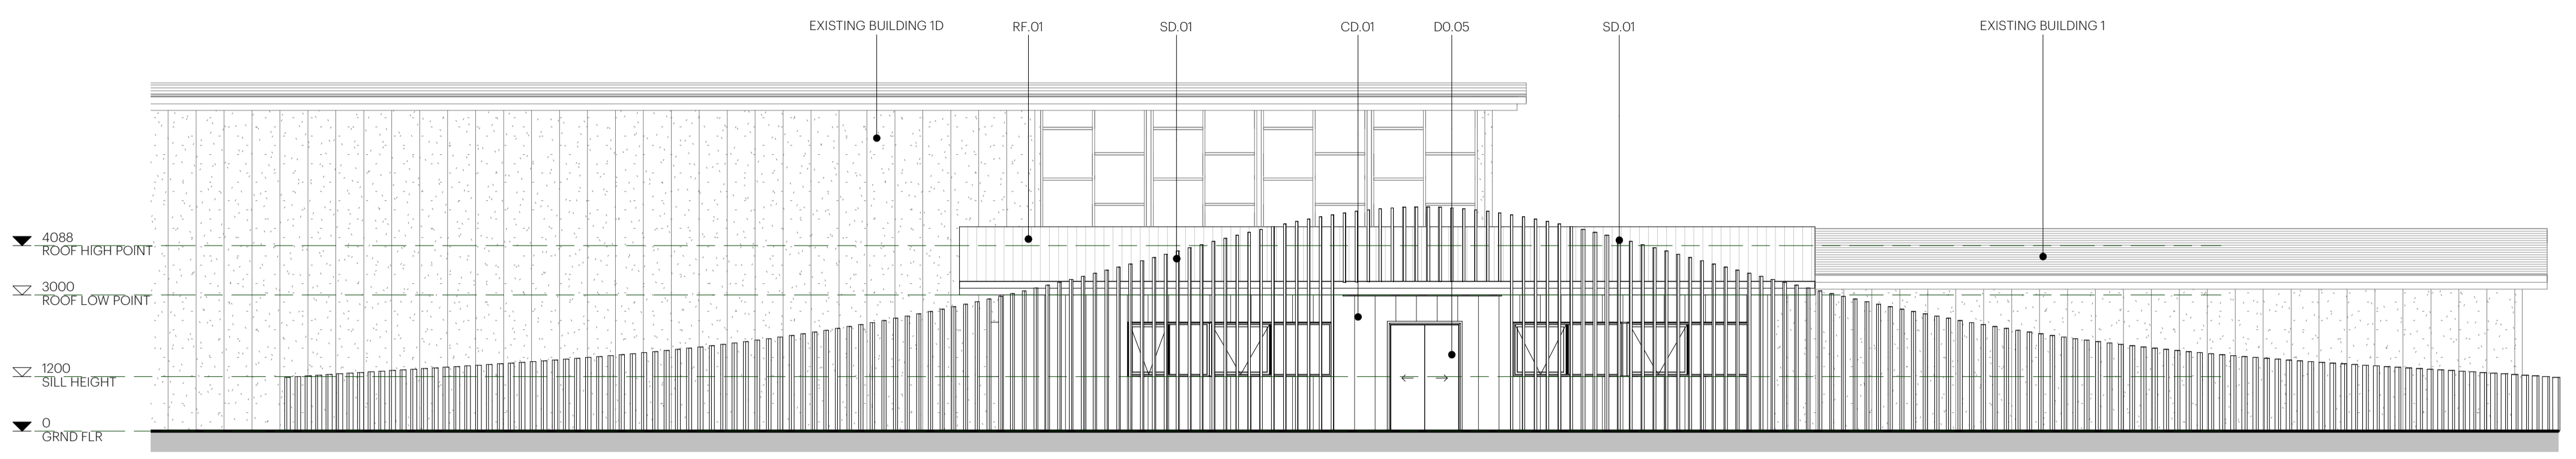 EXISTING BUILDING 1D
RF.01
SD.01
CD.01
DO.05
SD.01
EXISTING BUILDING 1
4088
ROOF HIGH POINT
3000
ROOF LOW POINT
1200
SILL HEIGHT
0
GRND FLR